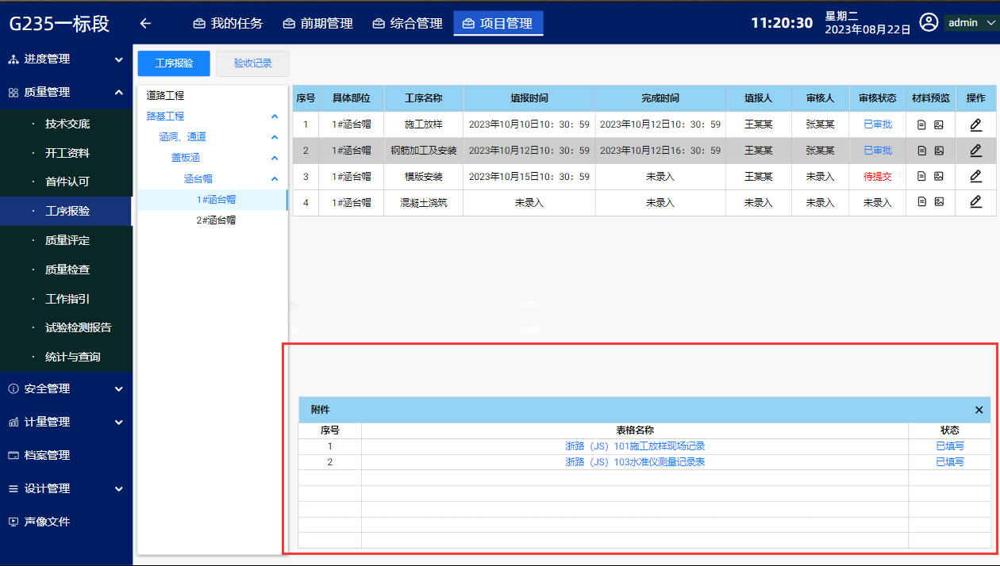 G235一标段 我的任务 前期管理 综合管理 项目管理 11:20:30 星期二 2023年08月22日 admin
进度管理
质量管理
· 技术交底
· 开工资料
· 首件认可
· 工序报验
· 质量评定
· 质量检查
· 工作指引
· 试验检测报告
· 统计与查询
安全管理
计量管理
档案管理
设计管理
声像文件
工序报验 验收记录
道路工程
路基工程
涵洞、通道
盖板涵
涵台帽
1#涵台帽
2#涵台帽
序号 具体部位 工序名称 填报时间 完成时间 填报人 审核人 审核状态 材料预览 操作
1 1#涵台帽 施工放样 2023年10月10日10：30：59 2023年10月12日10：30：59 王某某 张某某 已审批
2 1#涵台帽 钢筋加工及安装 2023年10月12日10：30：59 2023年10月12日16：30：59 王某某 张某某 已审批
3 1#涵台帽 模版安装 2023年10月15日10：30：59 未录入 王某某 未录入 待提交
4 1#涵台帽 混凝土浇筑 未录入 未录入 未录入 未录入 未录入
附件
序号 表格名称 状态
1 浙路（JS）101施工放样现场记录 已填写
2 浙路（JS）103水准仪测量记录表 已填写